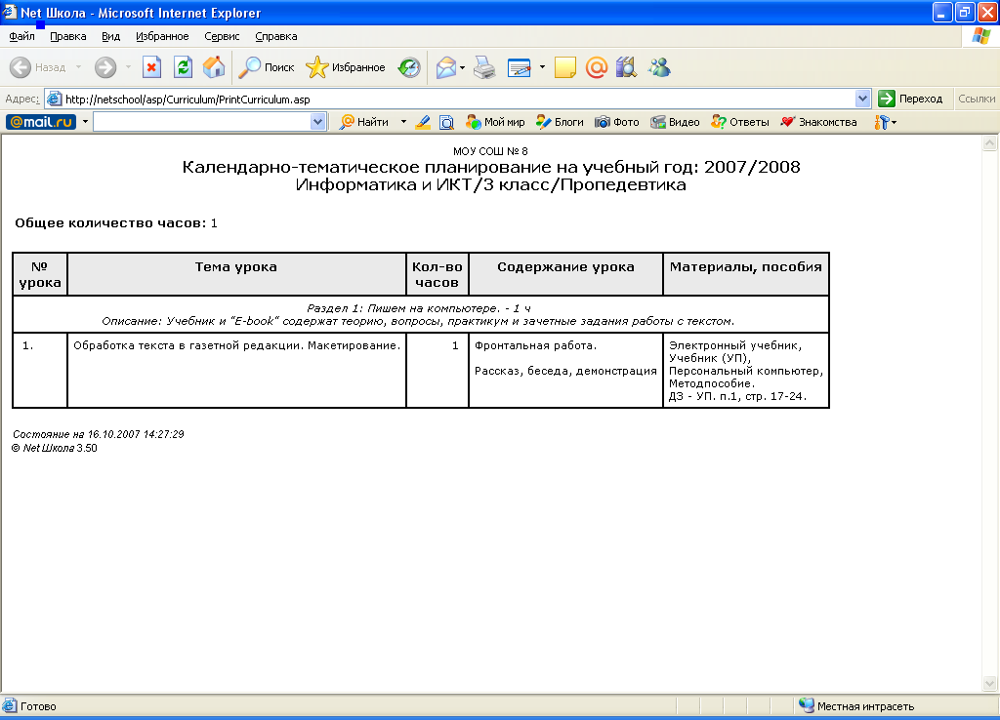 Net Школа - Microsoft Internet Explorer
Файл Правка Вид Избранное Сервис Справка
Назад Поиск Избранное
Адрес: http://netschool/asp/Curriculum/PrintCurriculum.asp Переход Ссылки
@mail.ru Найти Мой мир Блоги Фото Видео Ответы Знакомства
МОУ СОШ № 8
Календарно-тематическое планирование на учебный год: 2007/2008
Информатика и ИКТ/3 класс/Пропедевтика
Общее количество часов: 1
№ урока Тема урока Кол-во часов Содержание урока Материалы, пособия
Раздел 1: Пишем на компьютере. - 1 ч
Описание: Учебник и "E-book" содержат теорию, вопросы, практикум и зачетные задания работы с текстом.
1. Обработка текста в газетной редакции. Макетирование. 1 Фронтальная работа.
Рассказ, беседа, демонстрация
Электронный учебник,
Учебник (УП),
Персональный компьютер,
Методпособие.
ДЗ - УП. п.1, стр. 17-24.
Состояние на 16.10.2007 14:27:29
© Net Школа 3.50
Готово Местная интрасеть